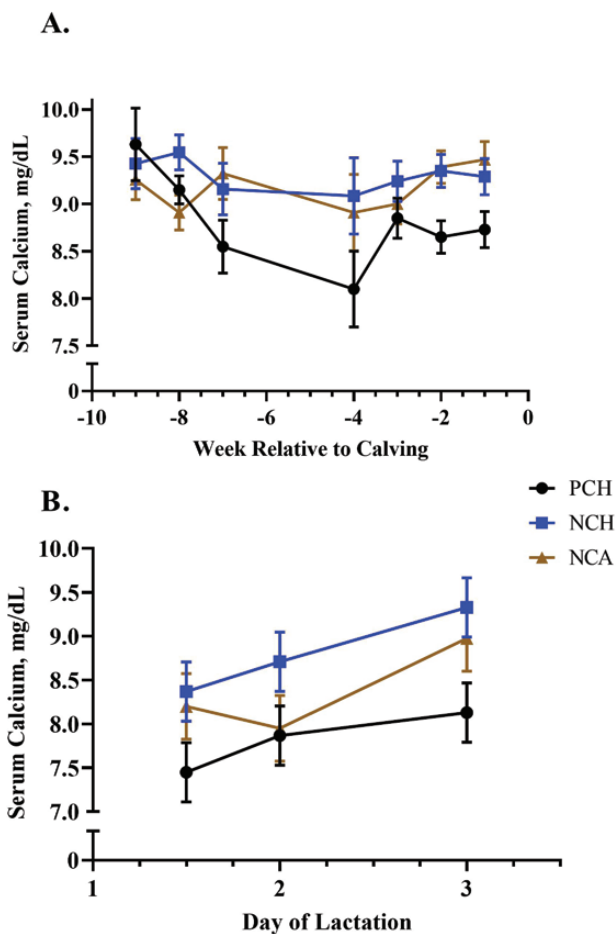 A.
Serum Calcium, mg/dL
10.0
9.5
9.0
8.5
8.0
7.5
0
-10 -8 -6 -4 -2 0
Week Relative to Calving
PCH
NCH
NCA
B.
Serum Calcium, mg/dL
10.0
9.5
9.0
8.5
8.0
7.5
7.0
0
1 2 3
Day of Lactation